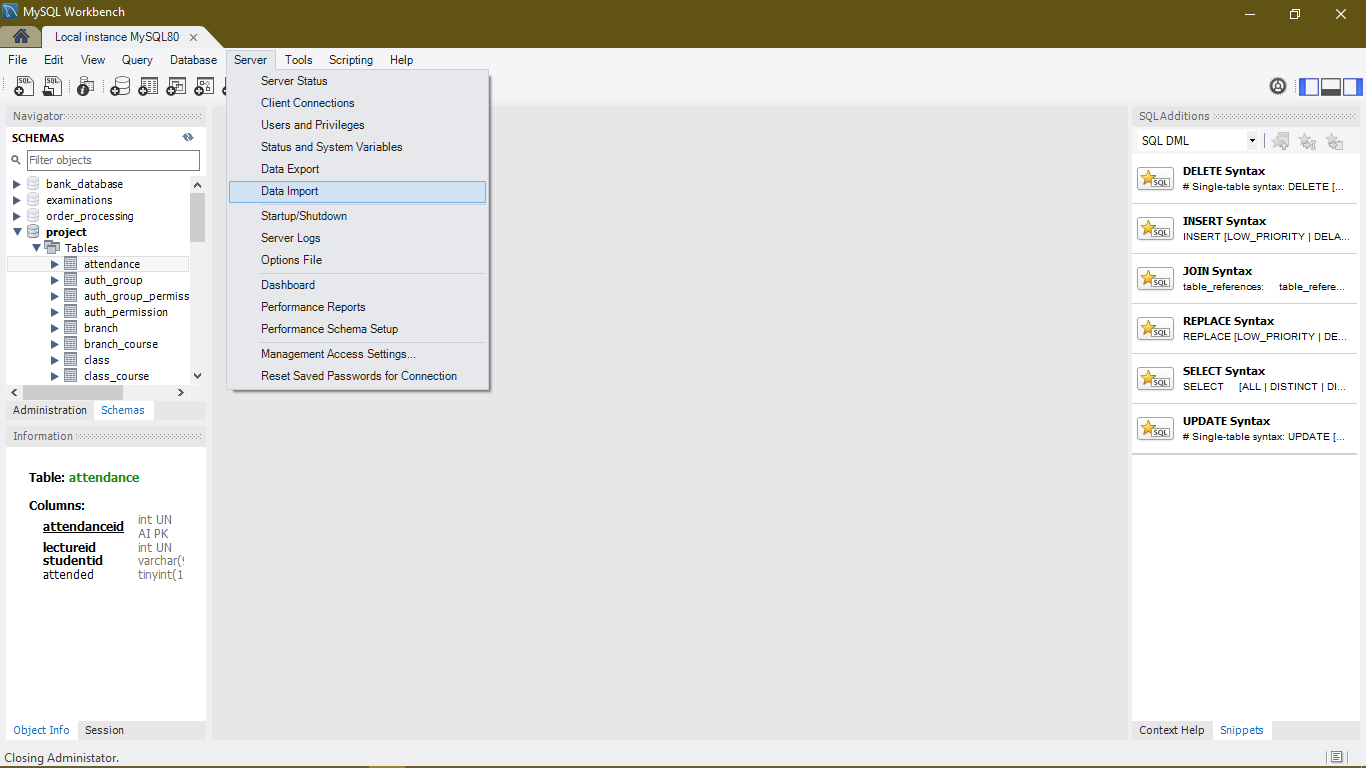 MySQL Workbench
Local instance MySQL80
File Edit View Query Database Server Tools Scripting Help
Navigator
SCHEMAS
Filter objects
bank_database
examinations
order_processing
project
Tables
attendance
auth_group
auth_group_permiss
auth_permission
branch
branch_course
class
class_course
Administration Schemas
Information
Table: attendance
Columns:
attendanceid int UN AI PK
lectureid int UN
studentid varchar(9
attended tinyint(1
Object Info Session
Closing Administator.
Server Status
Client Connections
Users and Privileges
Status and System Variables
Data Export
Data Import
Startup/Shutdown
Server Logs
Options File
Dashboard
Performance Reports
Performance Schema Setup
Management Access Settings...
Reset Saved Passwords for Connection
SQLAdditions
SQL DML
DELETE Syntax
# Single-table syntax: DELETE [...
INSERT Syntax
INSERT [LOW_PRIORITY | DELA...
JOIN Syntax
table_references: table_refere...
REPLACE Syntax
REPLACE [LOW_PRIORITY | DE...
SELECT Syntax
SELECT [ALL | DISTINCT | DI...
UPDATE Syntax
# Single-table syntax: UPDATE [...
Context Help Snippets